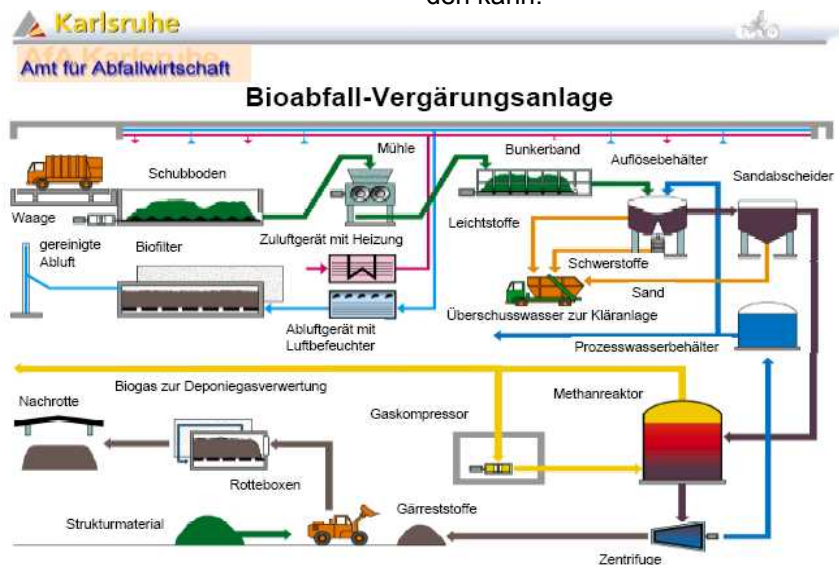 den kann.
Karlsruhe
AfA Karlsruhe
Amt für Abfallwirtschaft
Bioabfall-Vergärungsanlage
Schubboden
Mühle
Bunkerband
Auflösebehälter
Sandabscheider
Waage
Zuluftgerät mit Heizung
Leichtstoffe
gereinigte
Abluft
Biofilter
Schwerstoffe
Sand
Abluftgerät mit
Luftbefeuchter
Überschusswasser zur Kläranlage
Prozesswasserbehälter
Biogas zur Deponiegasverwertung
Nachrotte
Gaskompressor
Methanreaktor
Rotteboxen
Strukturmaterial
Gärreststoffe
Zentrifuge